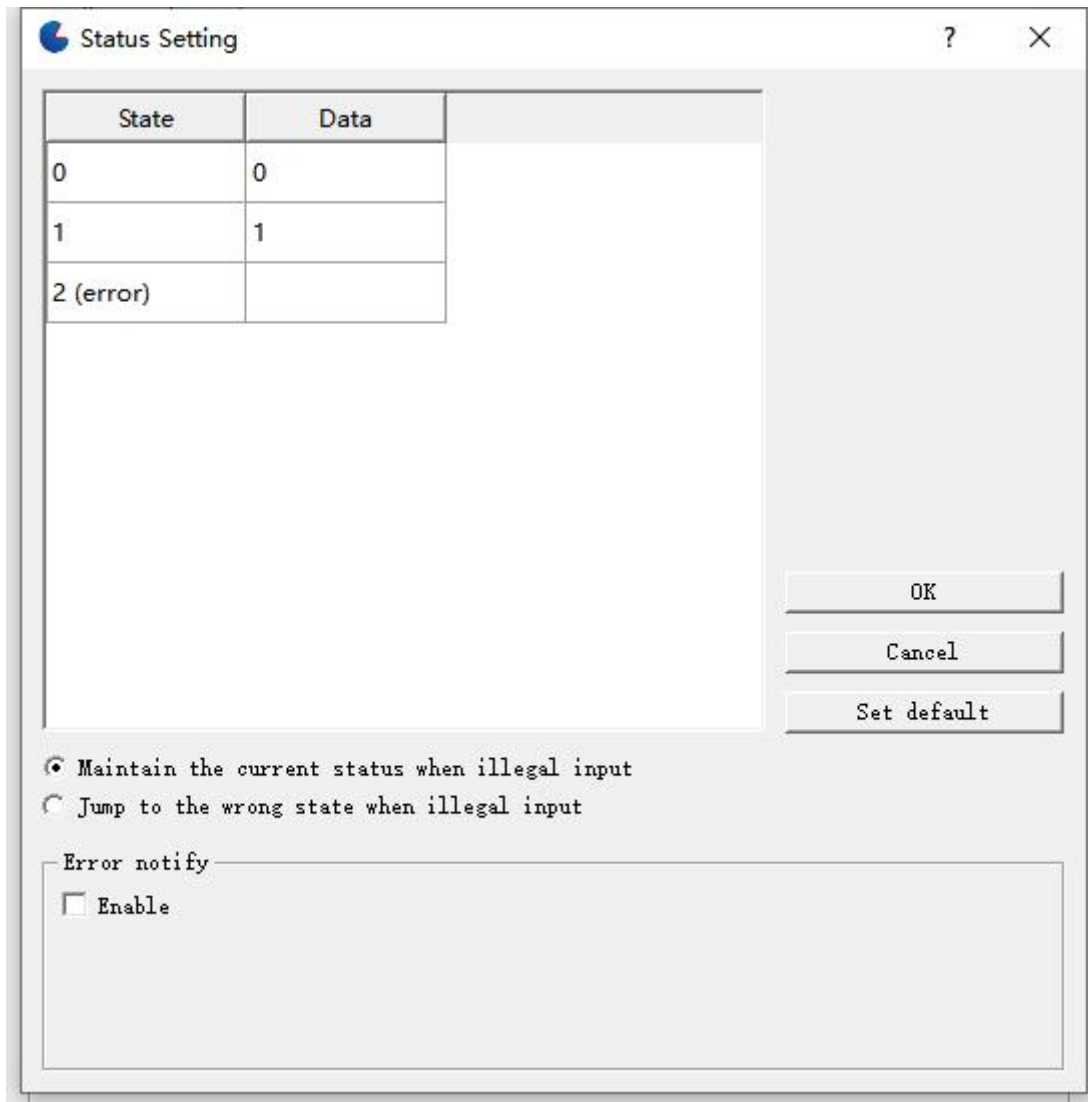 Status Setting ?
State Data
0 0
1 1
2 (error)
OK
Cancel
Set default
Maintain the current status when illegal input
Jump to the wrong state when illegal input
Error notify
Enable